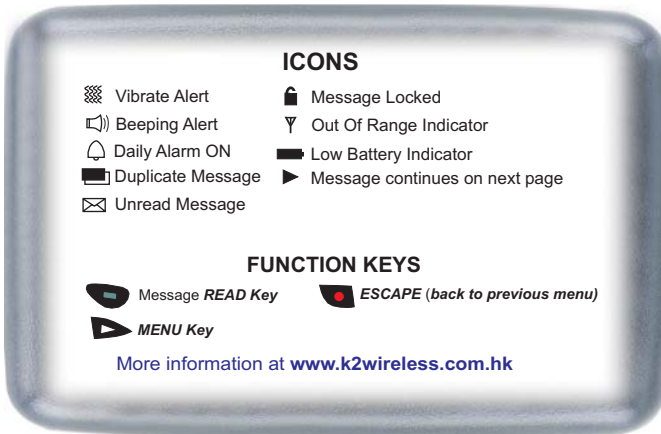 ICONS
Vibrate Alert
Beeping Alert
Daily Alarm ON
Duplicate Message
Unread Message
Message Locked
Out Of Range Indicator
Low Battery Indicator
Message continues on next page
FUNCTION KEYS
Message READ Key
ESCAPE (back to previous menu)
MENU Key
More information at www.k2wireless.com.hk